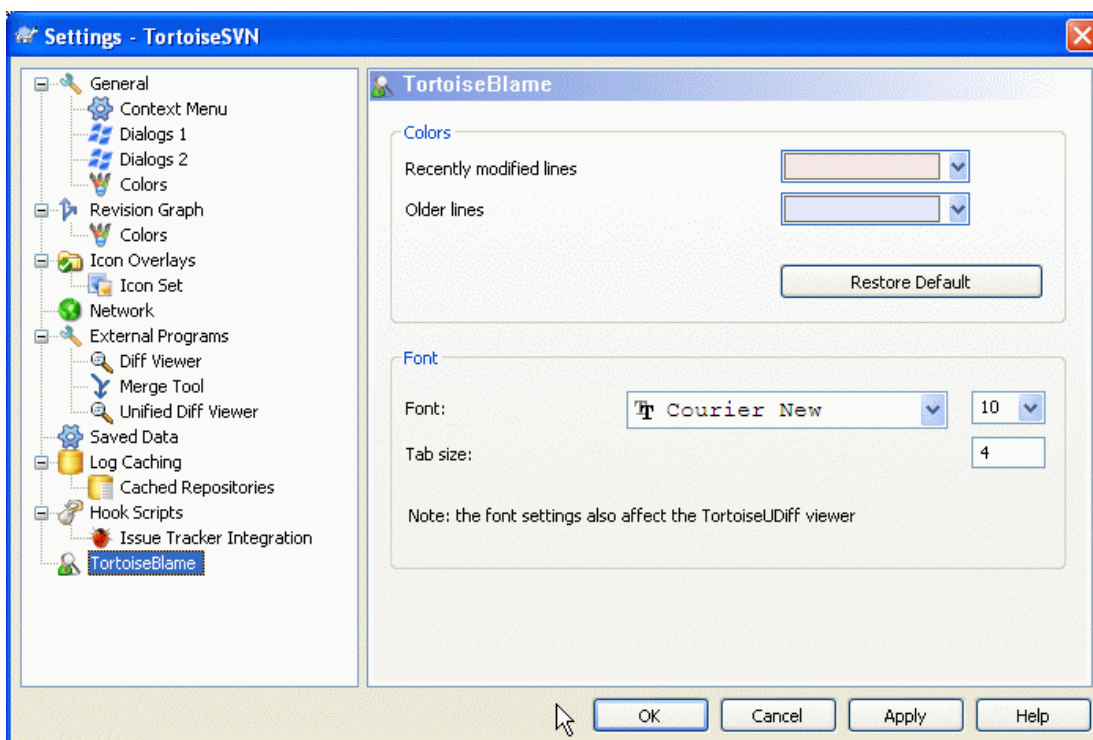 Settings - TortoiseSVN
General
Context Menu
Dialogs 1
Dialogs 2
Colors
Revision Graph
Colors
Icon Overlays
Icon Set
Network
External Programs
Diff Viewer
Merge Tool
Unified Diff Viewer
Saved Data
Log Caching
Cached Repositories
Hook Scripts
Issue Tracker Integration
TortoiseBlame
TortoiseBlame
Colors
Recently modified lines
Older lines
Restore Default
Font
Font: Courier New 10
Tab size: 4
Note: the font settings also affect the TortoiseUDiff viewer
OK Cancel Apply Help